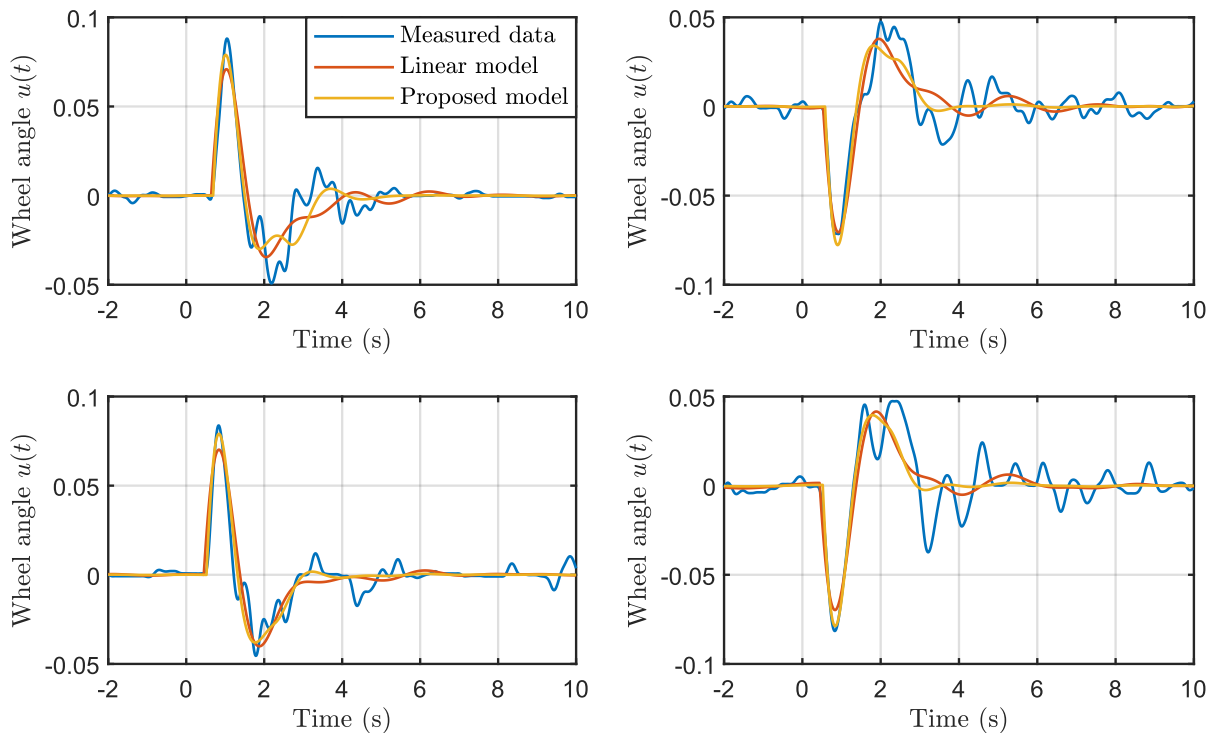 0.1
0.05
0
-0.05
Wheel angle u(t)
-2 0 2 4 6 8 10
Time (s)
Measured data
Linear model
Proposed model
0.05
0
-0.05
-0.1
Wheel angle u(t)
-2 0 2 4 6 8 10
Time (s)
0.1
0.05
0
-0.05
Wheel angle u(t)
-2 0 2 4 6 8 10
Time (s)
0.05
0
-0.05
-0.1
Wheel angle u(t)
-2 0 2 4 6 8 10
Time (s)